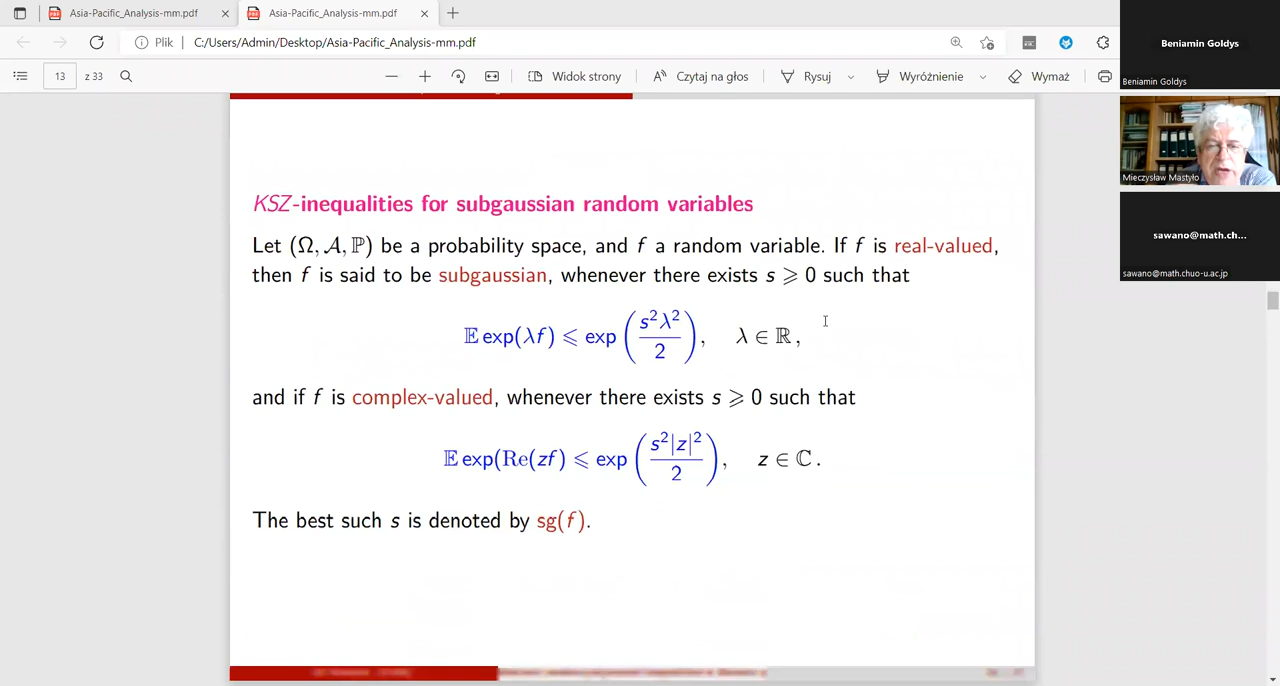 Asia-Pacific_Analysis-mm.pdf
Asia-Pacific_Analysis-mm.pdf
Plik
C:/Users/Admin/Desktop/Asia-Pacific_Analysis-mm.pdf
13 z 33
Widok strony
Czytaj na głos
Rysuj
Wyróżnienie
Wymaż
Beniamin Goldys
Beniamin Goldys
Mieczysław Mastyło
sawano@math.ch...
sawano@math.chuo-u.ac.jp
KSZ-inequalities for subgaussian random variables
Let (Ω, 𝒜, ℙ) be a probability space, and f a random variable. If f is real-valued,
then f is said to be subgaussian, whenever there exists s ⩾ 0 such that
𝔼 exp(λf) ⩽ exp(s²λ²/2), λ ∈ ℝ,
and if f is complex-valued, whenever there exists s ⩾ 0 such that
𝔼 exp(Re(zf) ⩽ exp(s²|z|²/2), z ∈ ℂ.
The best such s is denoted by sg(f).